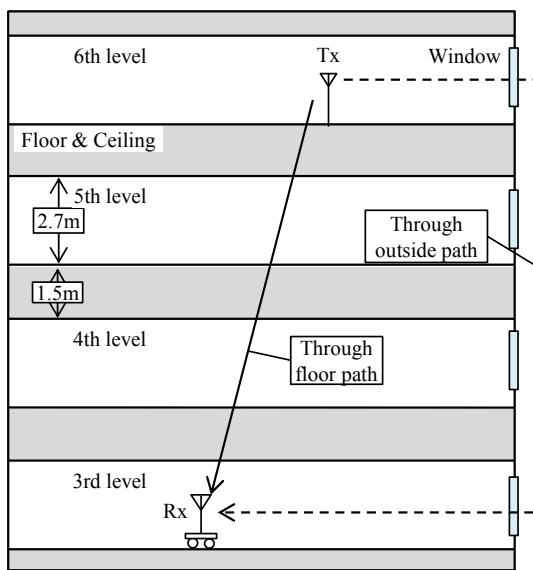 6th level
Tx
Window
Floor & Ceiling
5th level
2.7m
Through
outside path
1.5m
4th level
Through
floor path
3rd level
Rx